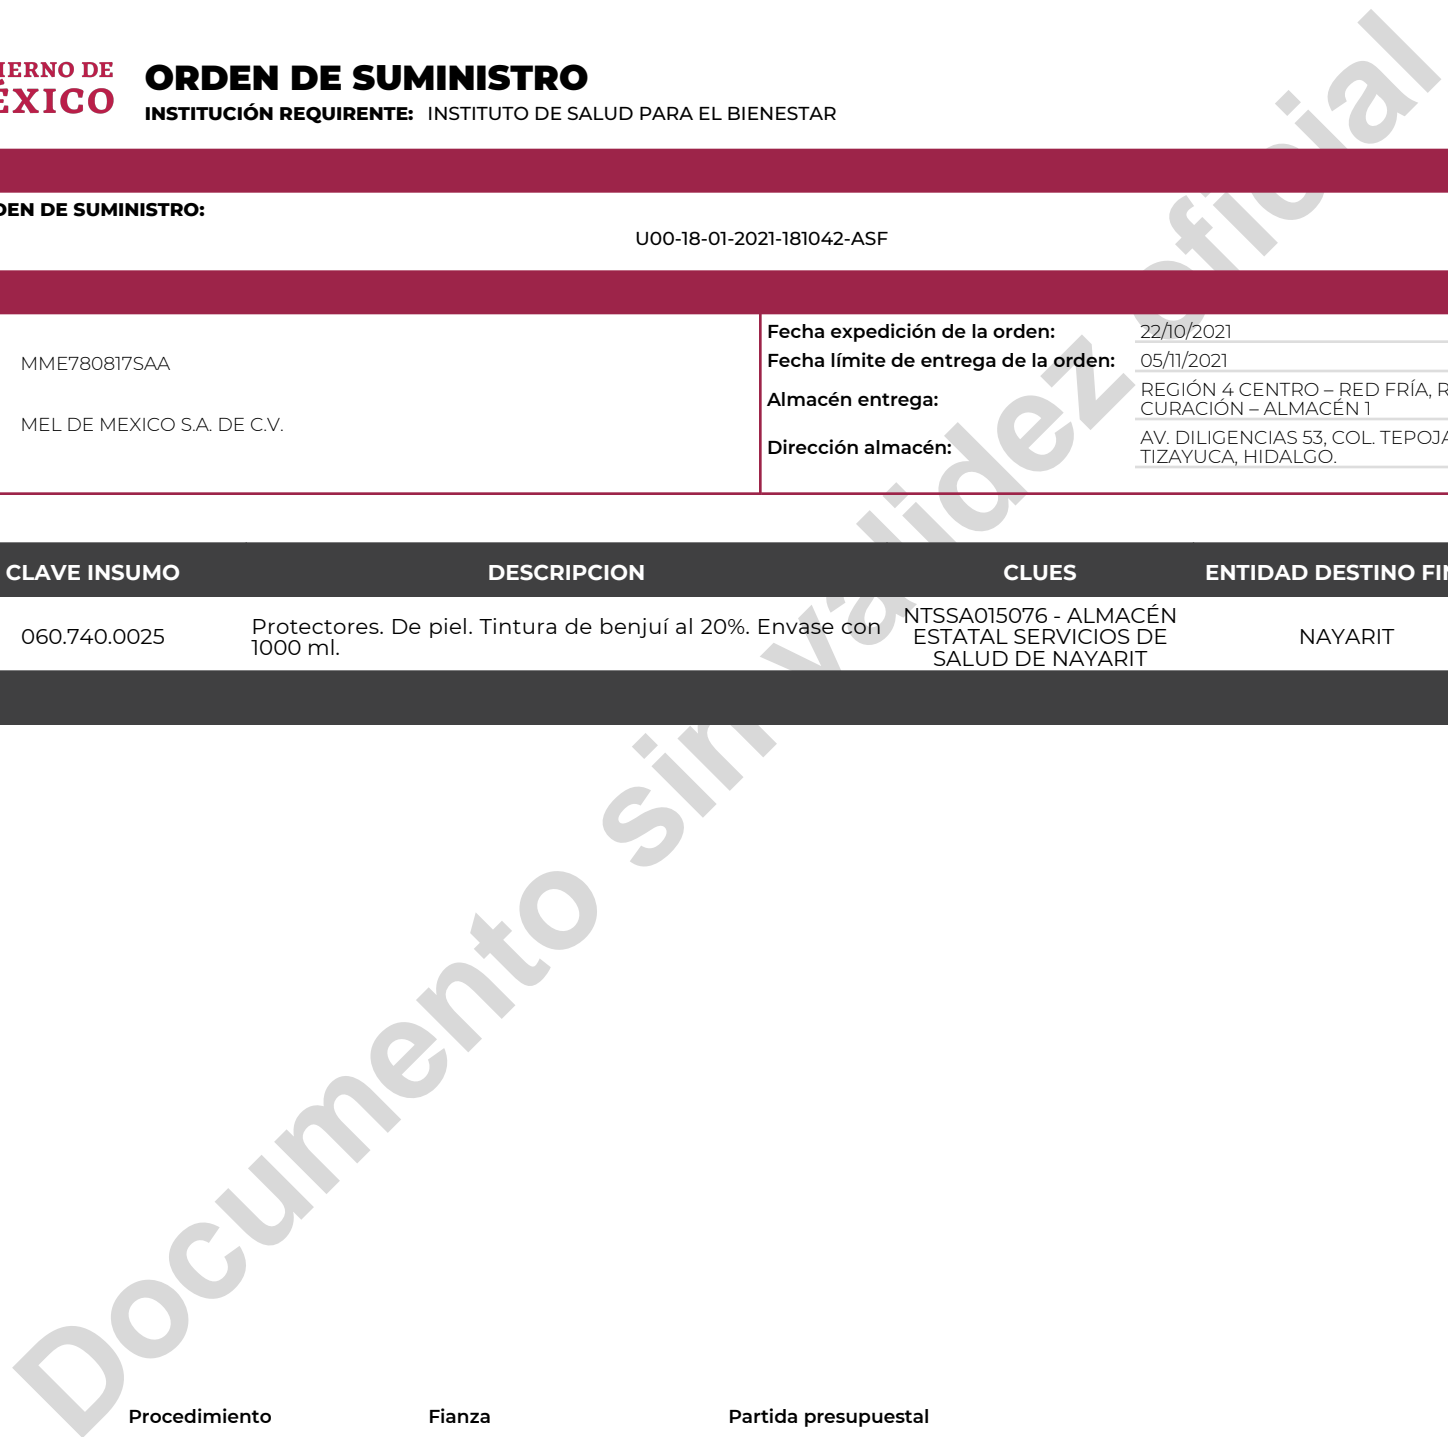 IERNO DE
ÉXICO
ORDEN DE SUMINISTRO
INSTITUCIÓN REQUIRENTE: INSTITUTO DE SALUD PARA EL BIENESTAR
DEN DE SUMINISTRO:
U00-18-01-2021-181042-ASF
MME780817SAA
MEL DE MEXICO S.A. DE C.V.
Fecha expedición de la orden: 22/10/2021
Fecha límite de entrega de la orden: 05/11/2021
Almacén entrega: REGIÓN 4 CENTRO – RED FRÍA, R
CURACIÓN – ALMACÉN 1
Dirección almacén: AV. DILIGENCIAS 53, COL. TEPOJA
TIZAYUCA, HIDALGO.
CLAVE INSUMO DESCRIPCION CLUES ENTIDAD DESTINO FIN
060.740.0025
Protectores. De piel. Tintura de benjuí al 20%. Envase con
1000 ml.
NTSSA015076 - ALMACÉN
ESTATAL SERVICIOS DE
SALUD DE NAYARIT
NAYARIT
Documento sin validez oficial
Procedimiento Fianza Partida presupuestal